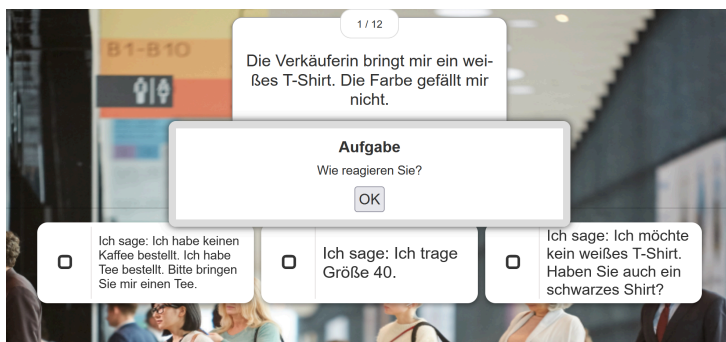 1 / 12
B1-B10
Die Verkäuferin bringt mir ein wei-
ßes T-Shirt. Die Farbe gefällt mir
nicht.
Aufgabe
Wie reagieren Sie?
OK
Ich sage: Ich habe keinen
Kaffee bestellt. Ich habe
Tee bestellt. Bitte bringen
Sie mir einen Tee.
Ich sage: Ich trage
Größe 40.
Ich sage: Ich möchte
kein weißes T-Shirt.
Haben Sie auch ein
schwarzes Shirt?